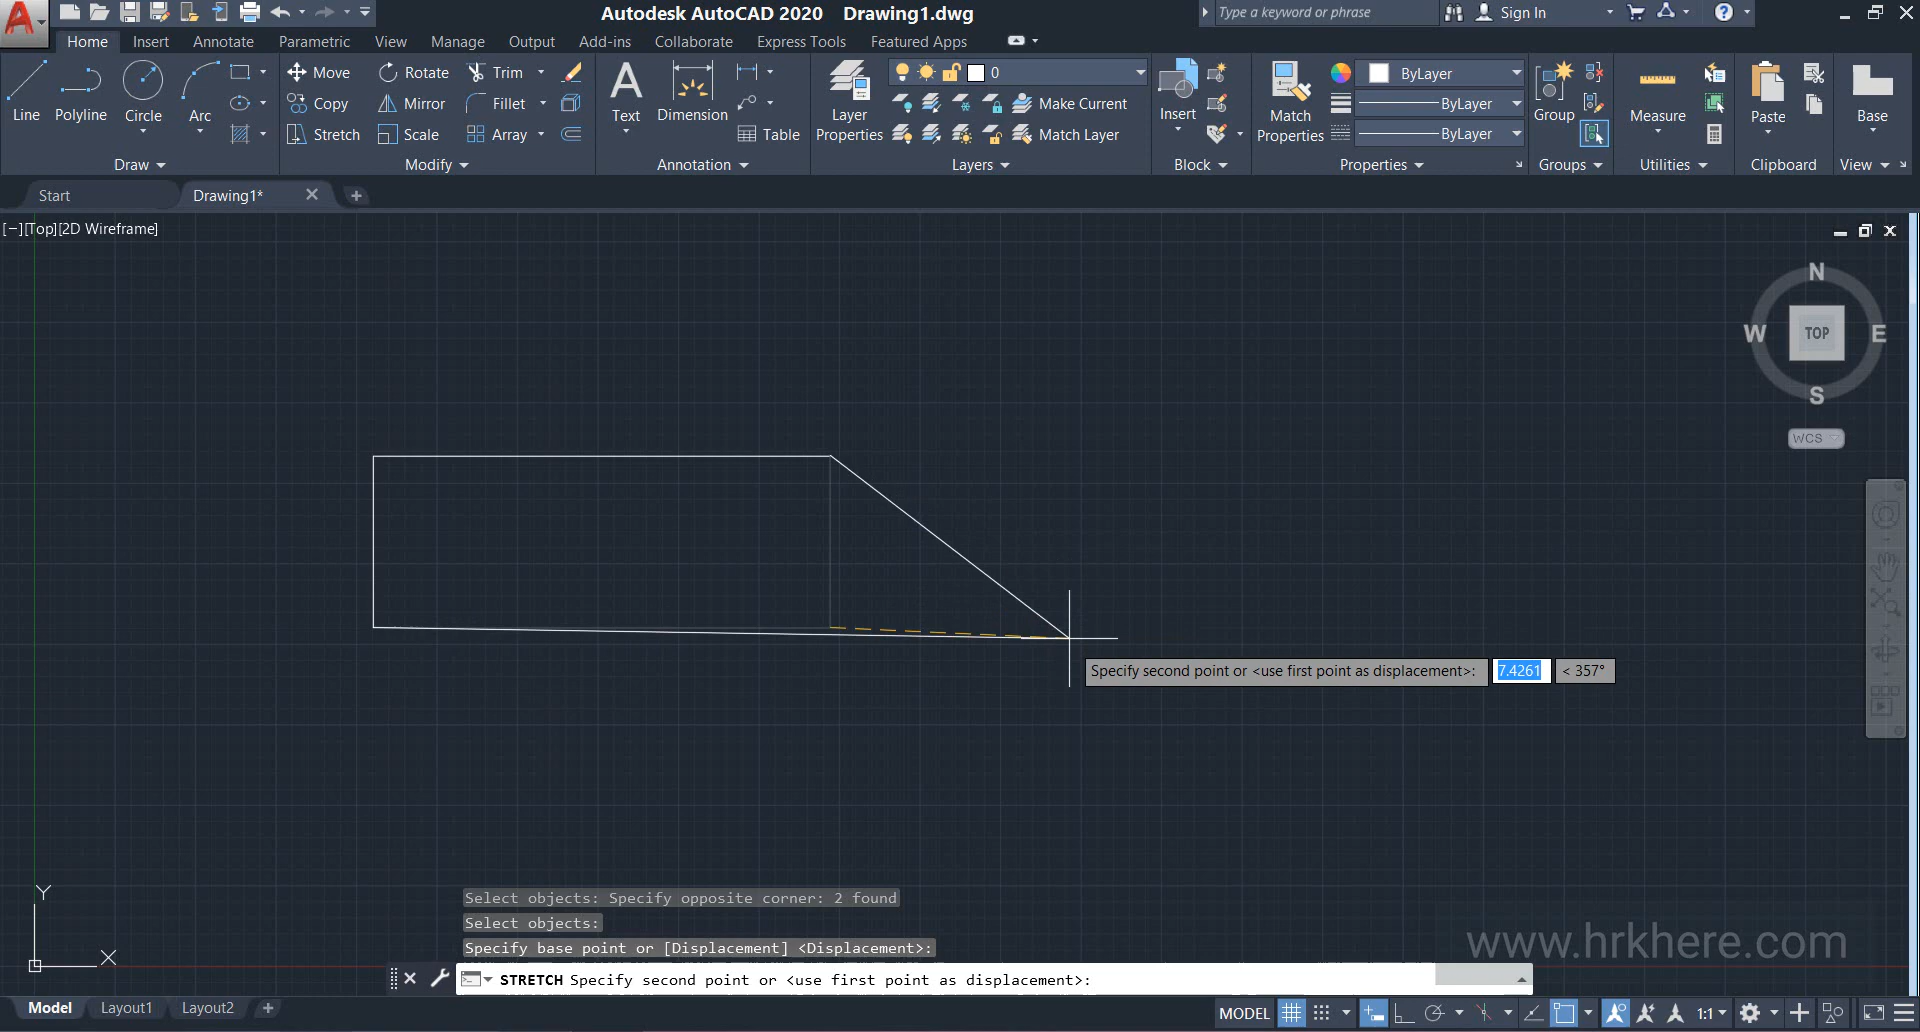 Autodesk AutoCAD 2020 Drawing1.dwg
Type a keyword or phrase
Sign In
Home Insert Annotate Parametric View Manage Output Add-ins Collaborate Express Tools Featured Apps
Line Polyline Circle Arc
Draw
Move Rotate Trim
Copy Mirror Fillet
Stretch Scale Array
Modify
Text Dimension
Table
Annotation
Layer Properties
0
Make Current
Match Layer
Layers
Insert
Block
Match Properties
ByLayer
ByLayer
ByLayer
Properties
Group
Groups
Measure
Utilities
Paste
Clipboard
Base
View
Start Drawing1*
[−][Top][2D Wireframe]
N
W TOP E
S
WCS
Specify second point or <use first point as displacement>: 7.4261 < 357°
Y
X
Select objects: Specify opposite corner: 2 found
Select objects:
Specify base point or [Displacement] <Displacement>:
www.hrkhere.com
STRETCH Specify second point or <use first point as displacement>:
Model Layout1 Layout2
MODEL
1:1